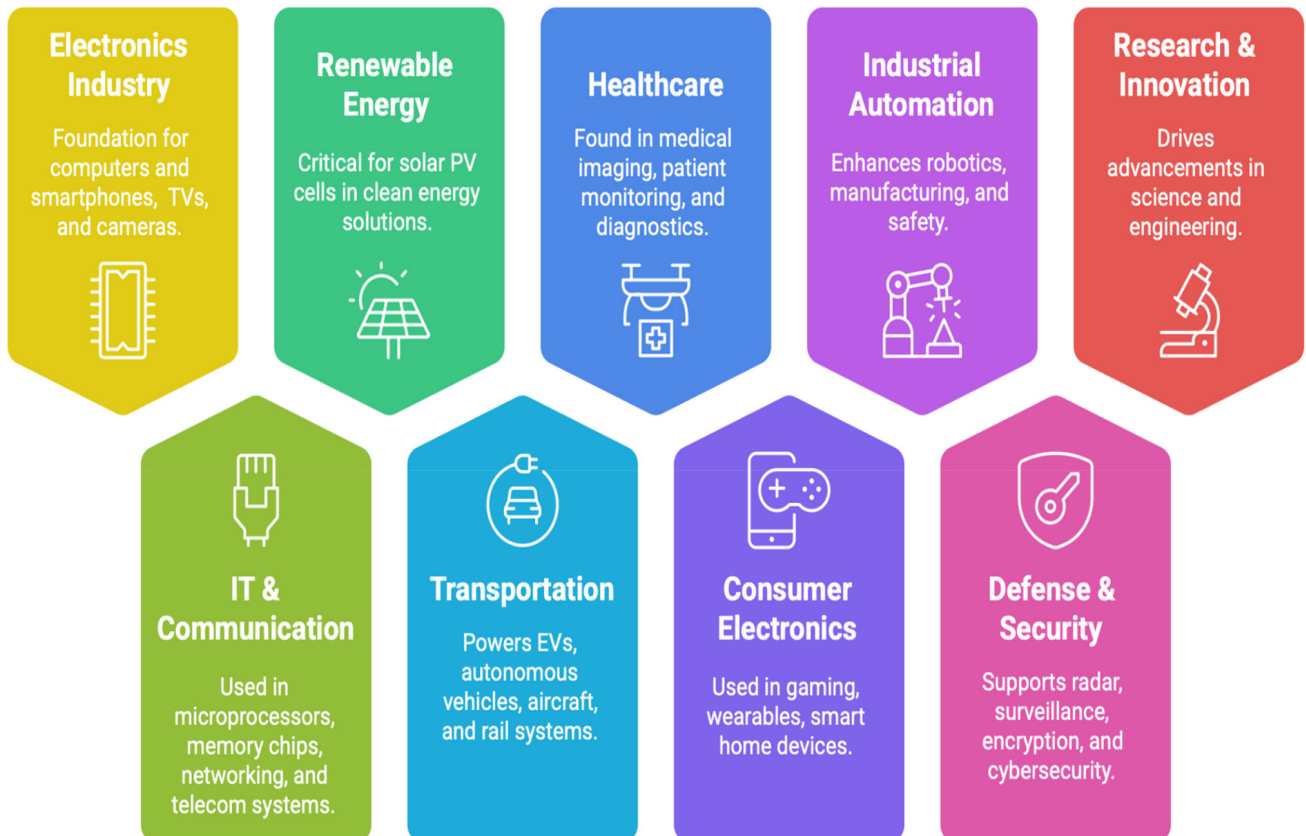 Electronics
Industry
Foundation for
computers and
smartphones, TVs,
and cameras.
Renewable
Energy
Critical for solar PV
cells in clean energy
solutions.
Healthcare
Found in medical
imaging, patient
monitoring, and
diagnostics.
Industrial
Automation
Enhances robotics,
manufacturing, and
safety.
Research &
Innovation
Drives
advancements in
science and
engineering.
IT &
Communication
Used in
microprocessors,
memory chips,
networking, and
telecom systems.
Transportation
Powers EVs,
autonomous
vehicles, aircraft,
and rail systems.
Consumer
Electronics
Used in gaming,
wearables, smart
home devices.
Defense &
Security
Supports radar,
surveillance,
encryption, and
cybersecurity.